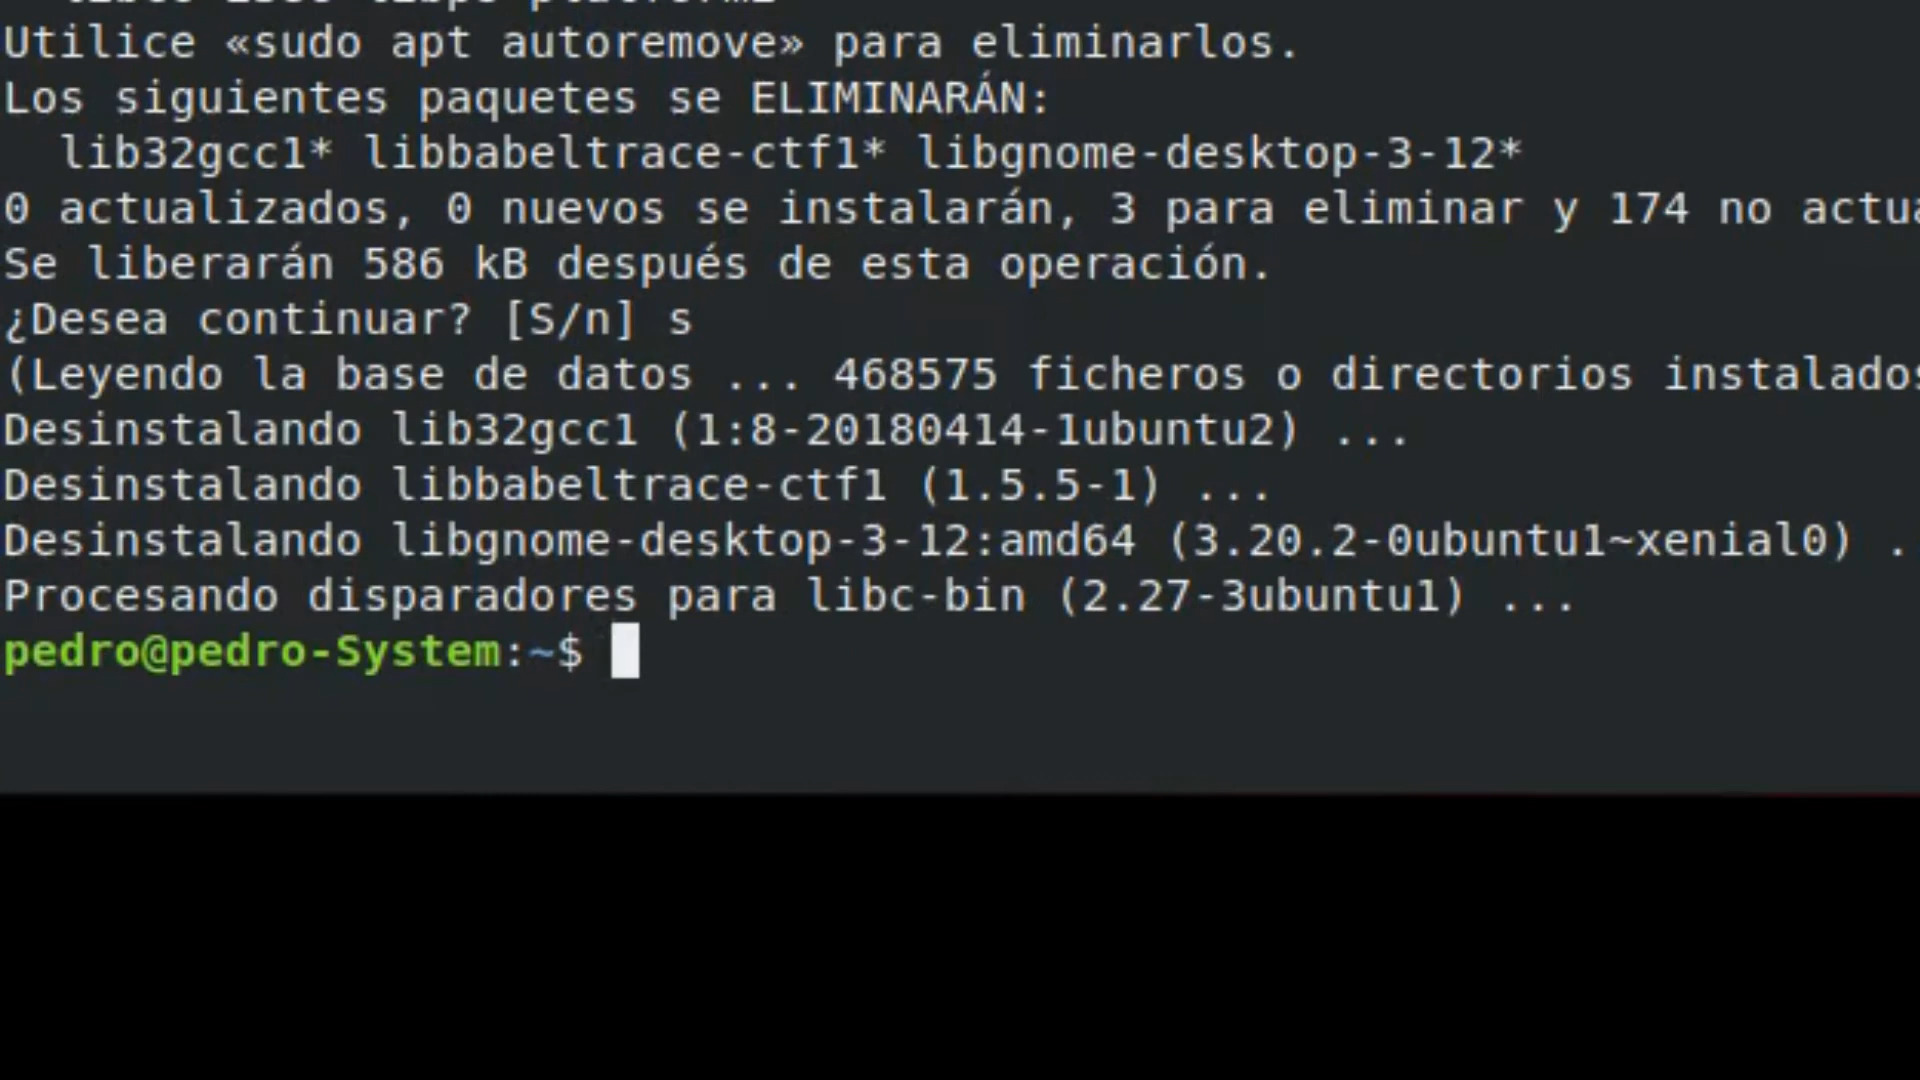 Utilice «sudo apt autoremove» para eliminarlos.
Los siguientes paquetes se ELIMINARÁN:
lib32gcc1* libbabeltrace-ctf1* libgnome-desktop-3-12*
0 actualizados, 0 nuevos se instalarán, 3 para eliminar y 174 no actua
Se liberarán 586 kB después de esta operación.
¿Desea continuar? [S/n] s
(Leyendo la base de datos ... 468575 ficheros o directorios instalados
Desinstalando lib32gcc1 (1:8-20180414-1ubuntu2) ...
Desinstalando libbabeltrace-ctf1 (1.5.5-1) ...
Desinstalando libgnome-desktop-3-12:amd64 (3.20.2-0ubuntu1~xenial0) .
Procesando disparadores para libc-bin (2.27-3ubuntu1) ...
pedro@pedro-System:~$